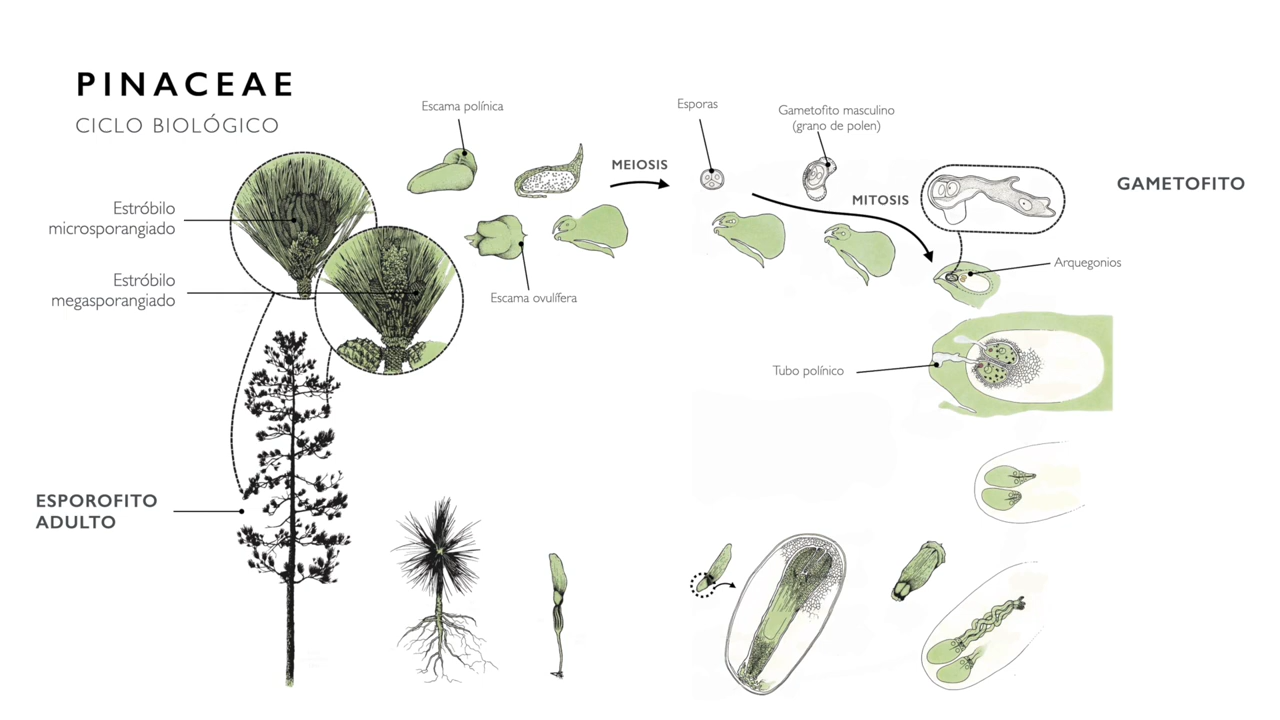 PINACEAE
CICLO BIOLÓGICO
Escama polínica
Esporas
Gametofito masculino
(grano de polen)
MEIOSIS
MITOSIS
GAMETOFITO
Estróbilo
microsporangiado
Estróbilo
megasporangiado
Escama ovulífera
Arquegonios
Tubo polínico
ESPOROFITO
ADULTO